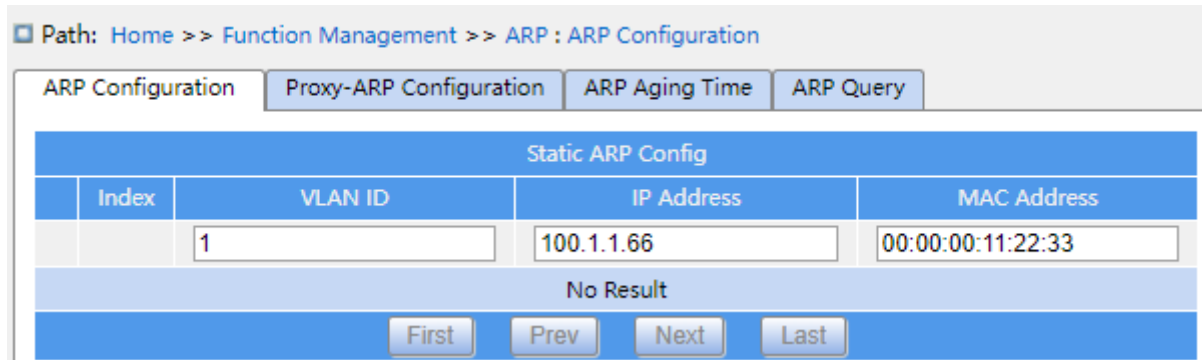 Path: Home >> Function Management >> ARP : ARP Configuration
ARP Configuration Proxy-ARP Configuration ARP Aging Time ARP Query
Static ARP Config
Index VLAN ID IP Address MAC Address
1 100.1.1.66 00:00:00:11:22:33
No Result
First Prev Next Last